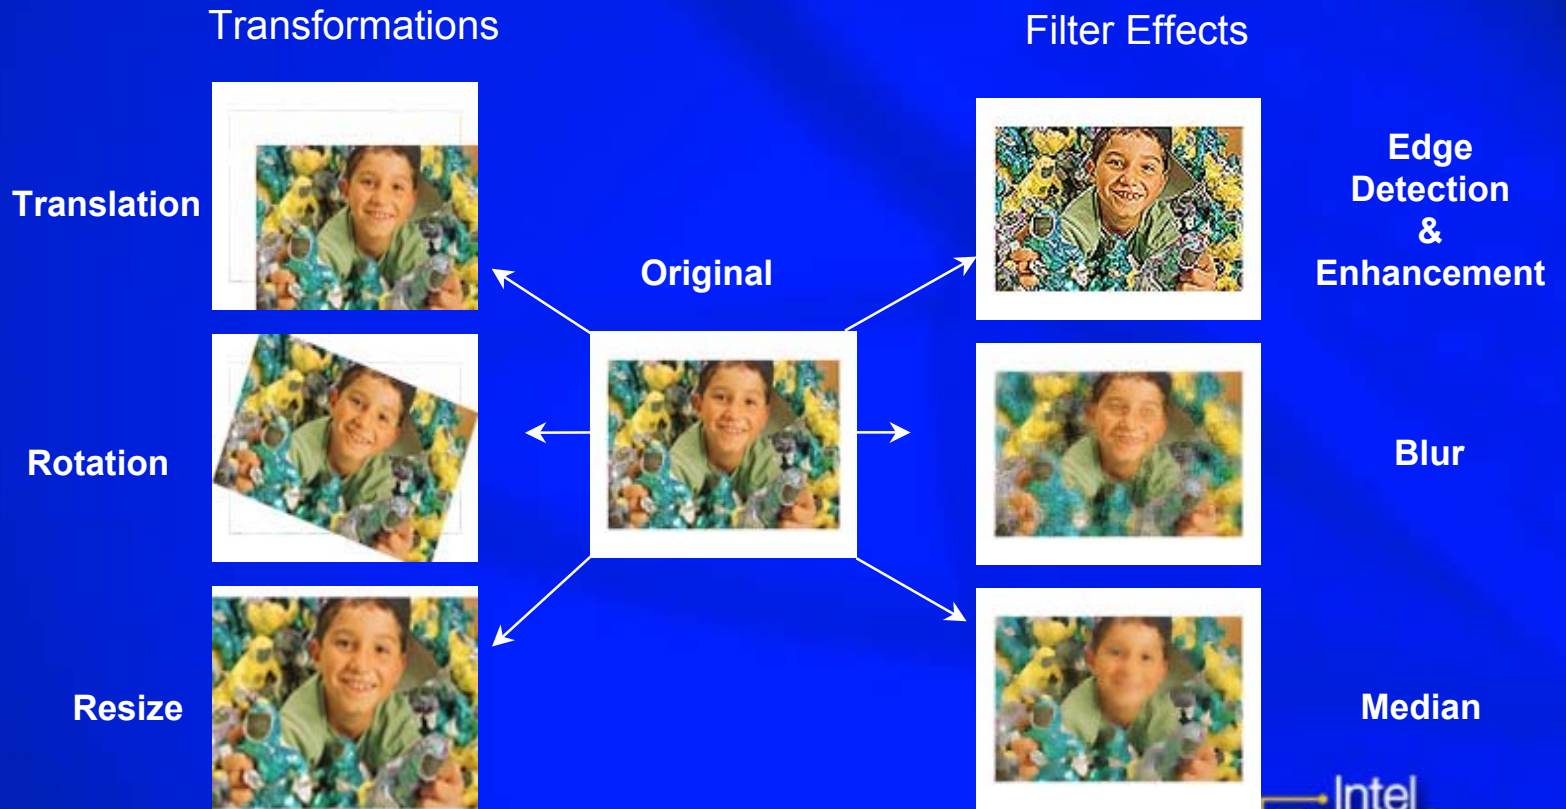 Transformations
Filter Effects
Translation
Original
Edge
Detection
&
Enhancement
Rotation
Blur
Resize
Median
Intel